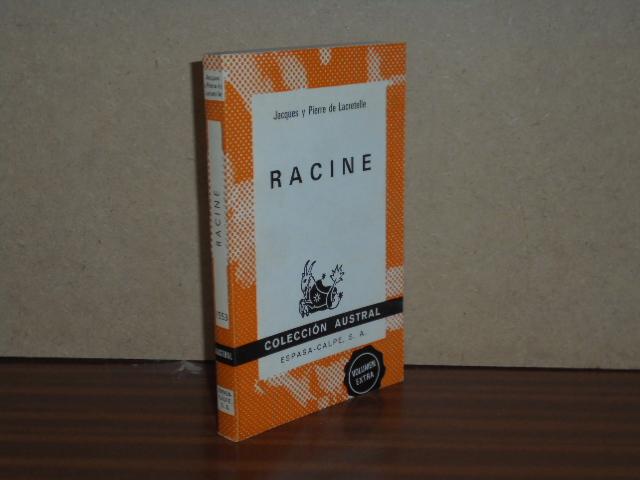 Jacques y Pierre de Lacretelle
RACINE
COLECCIÓN AUSTRAL
ESPASA-CALPE, S. A.
VOLUMEN
EXTRA
RACINE
AUSTRAL
S. A.